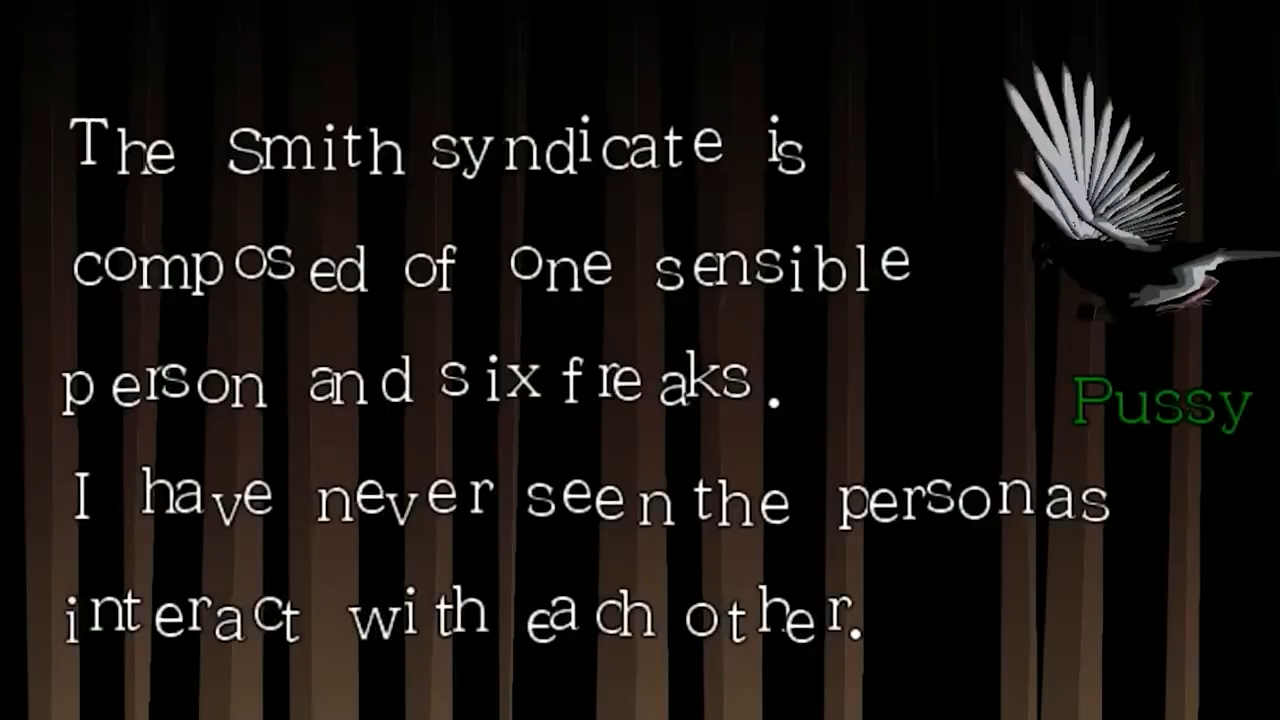 The Smith syndicate is
composed of one sensible
person and six freaks.
Pussy
I have never seen the personas
interact with each other.